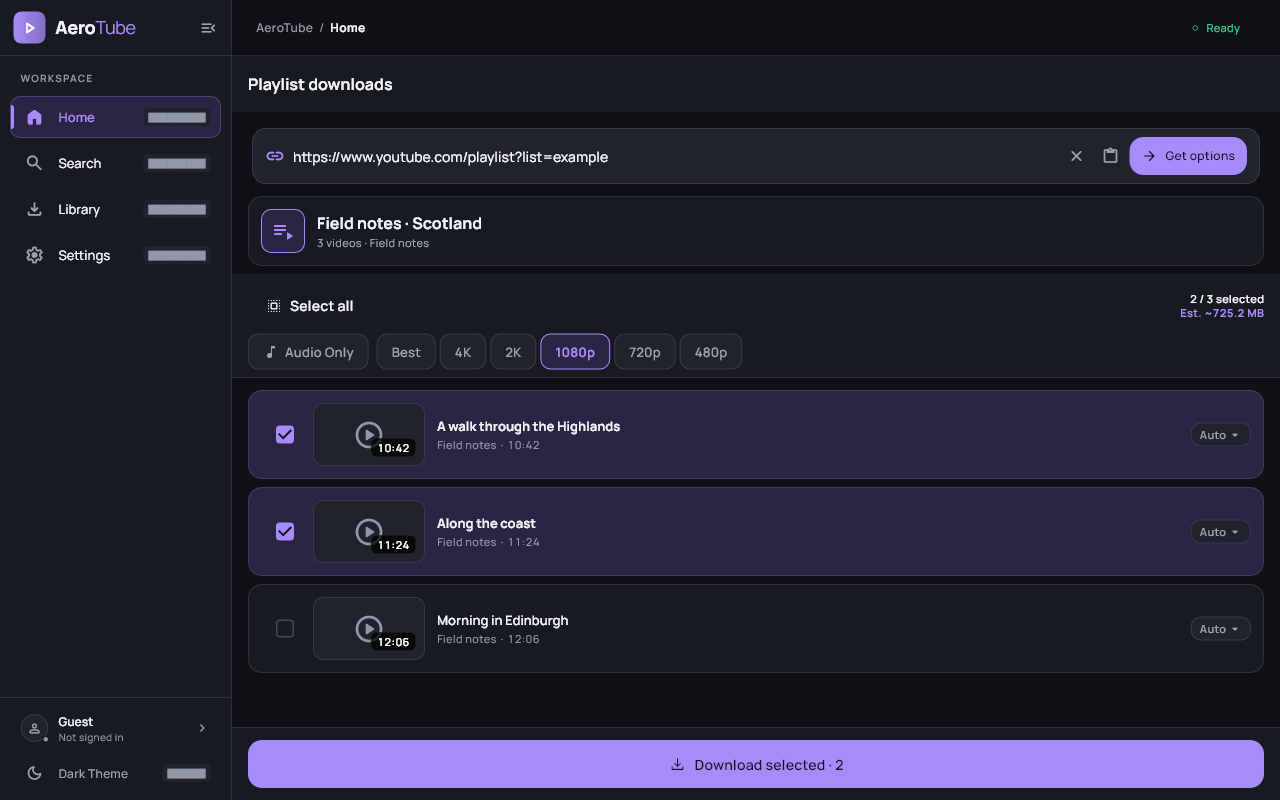 AeroTube
AeroTube / Home
Ready
WORKSPACE
Home
Search
Library
Settings
Playlist downloads
https://www.youtube.com/playlist?list=example
Get options
Field notes · Scotland
3 videos · Field notes
Select all
2 / 3 selected
Est. ~725.2 MB
Audio Only
Best
4K
2K
1080p
720p
480p
10:42
A walk through the Highlands
Field notes · 10:42
Auto
11:24
Along the coast
Field notes · 11:24
Auto
12:06
Morning in Edinburgh
Field notes · 12:06
Auto
Guest
Not signed in
Dark Theme
Download selected · 2